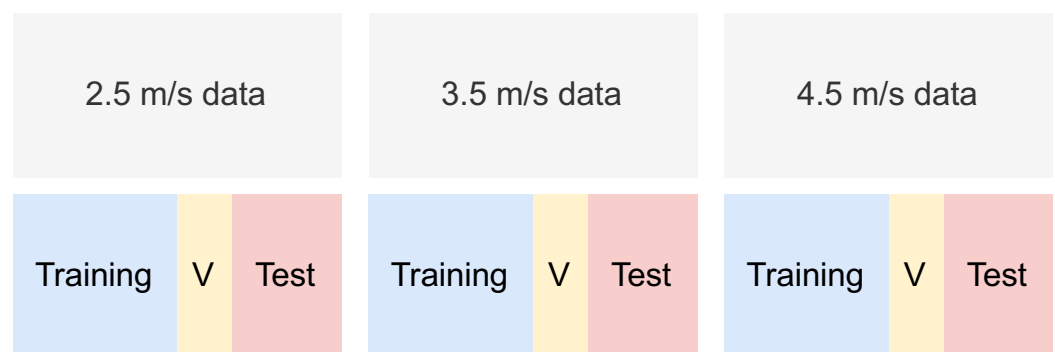 2.5 m/s data
3.5 m/s data
4.5 m/s data
Training V Test
Training V Test
Training V Test